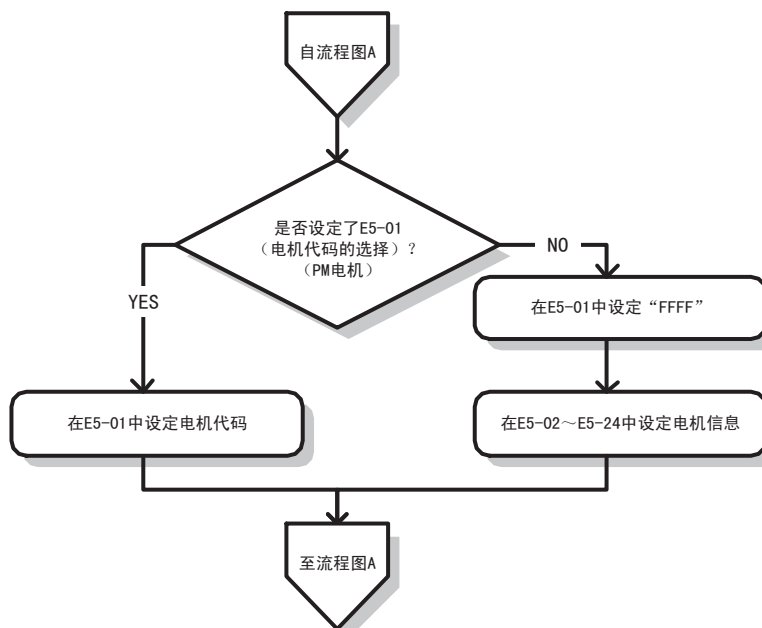 自流程图A
是否设定了E5-01
（电机代码的选择）?
（PM电机）
NO
YES
在E5-01中设定“FFFF”
在E5-01中设定电机代码
在E5-02～E5-24中设定电机信息
至流程图A